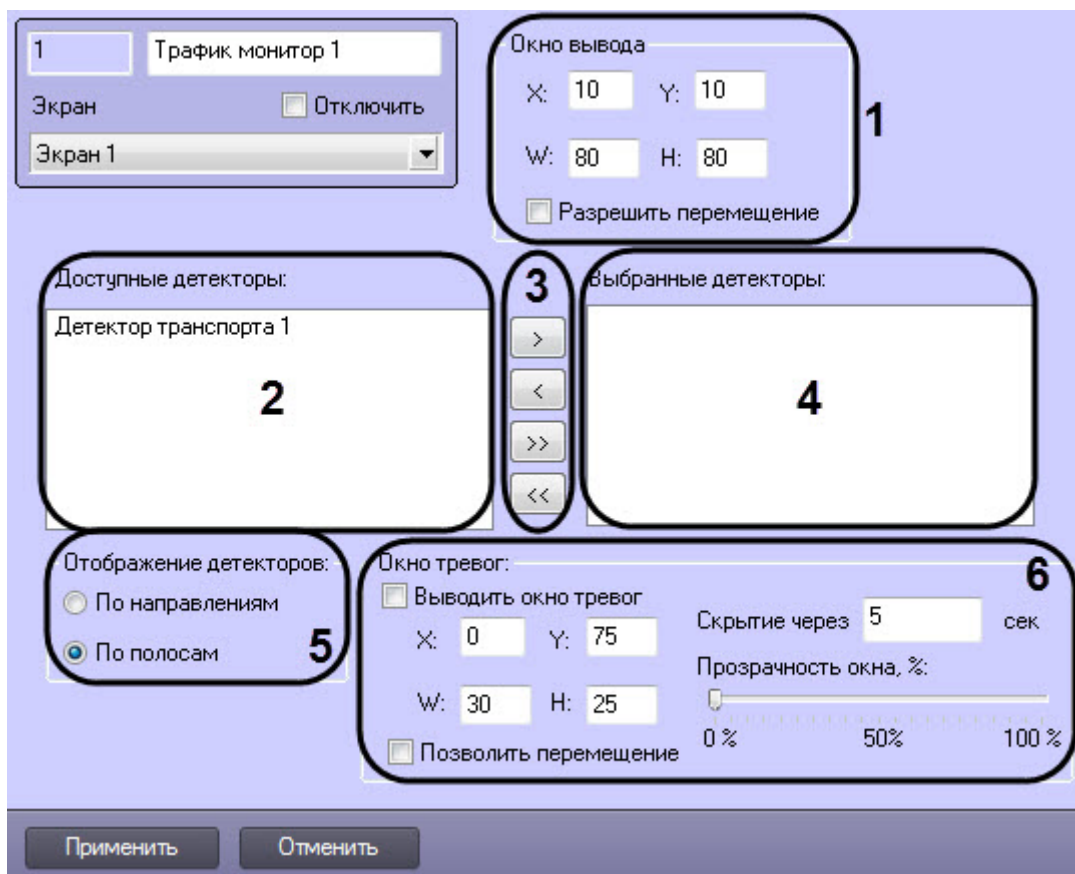 1
Трафик монитор 1
Экран
Отключить
Экран 1
Окно вывода
X: 10 Y: 10
W: 80 H: 80
Разрешить перемещение
1
Доступные детекторы:
Детектор транспорта 1
2
3
>
<
>>
<<
Выбранные детекторы:
4
Отображение детекторов:
По направлениям
По полосам
5
Окно тревог:
6
Выводить окно тревог
X: 0 Y: 75
W: 30 H: 25
Позволить перемещение
Скрытие через 5 сек
Прозрачность окна, %:
0 % 50% 100 %
Применить Отменить